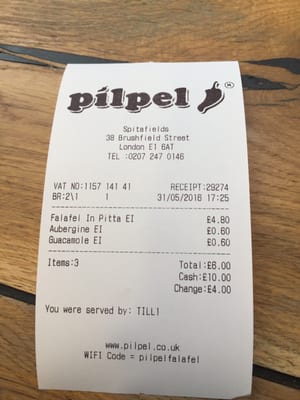 pilpel ®
Spitafields
38 Brushfield Street
London E1 6AT
TEL :0207 247 0146
VAT NO:1157 141 41 RECEIPT:29274
BR:2\1 1 31/05/2016 17:25
Falafel In Pitta EI £4.80
Aubergine EI £0.60
Guacamole EI £0.60
Items:3 Total:£6.00
Cash:£10.00
Change:£4.00
You were served by: TILL1
www.pilpel.co.uk
WIFI Code = pilpelfalafel